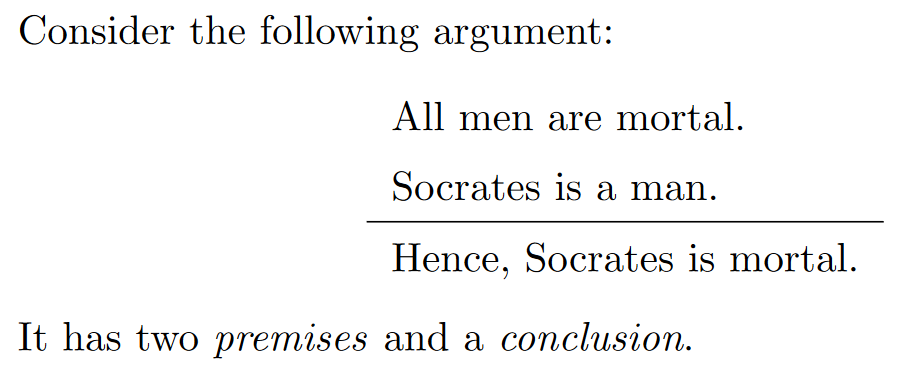 Consider the following argument:
All men are mortal.
Socrates is a man.
Hence, Socrates is mortal.
It has two premises and a conclusion.